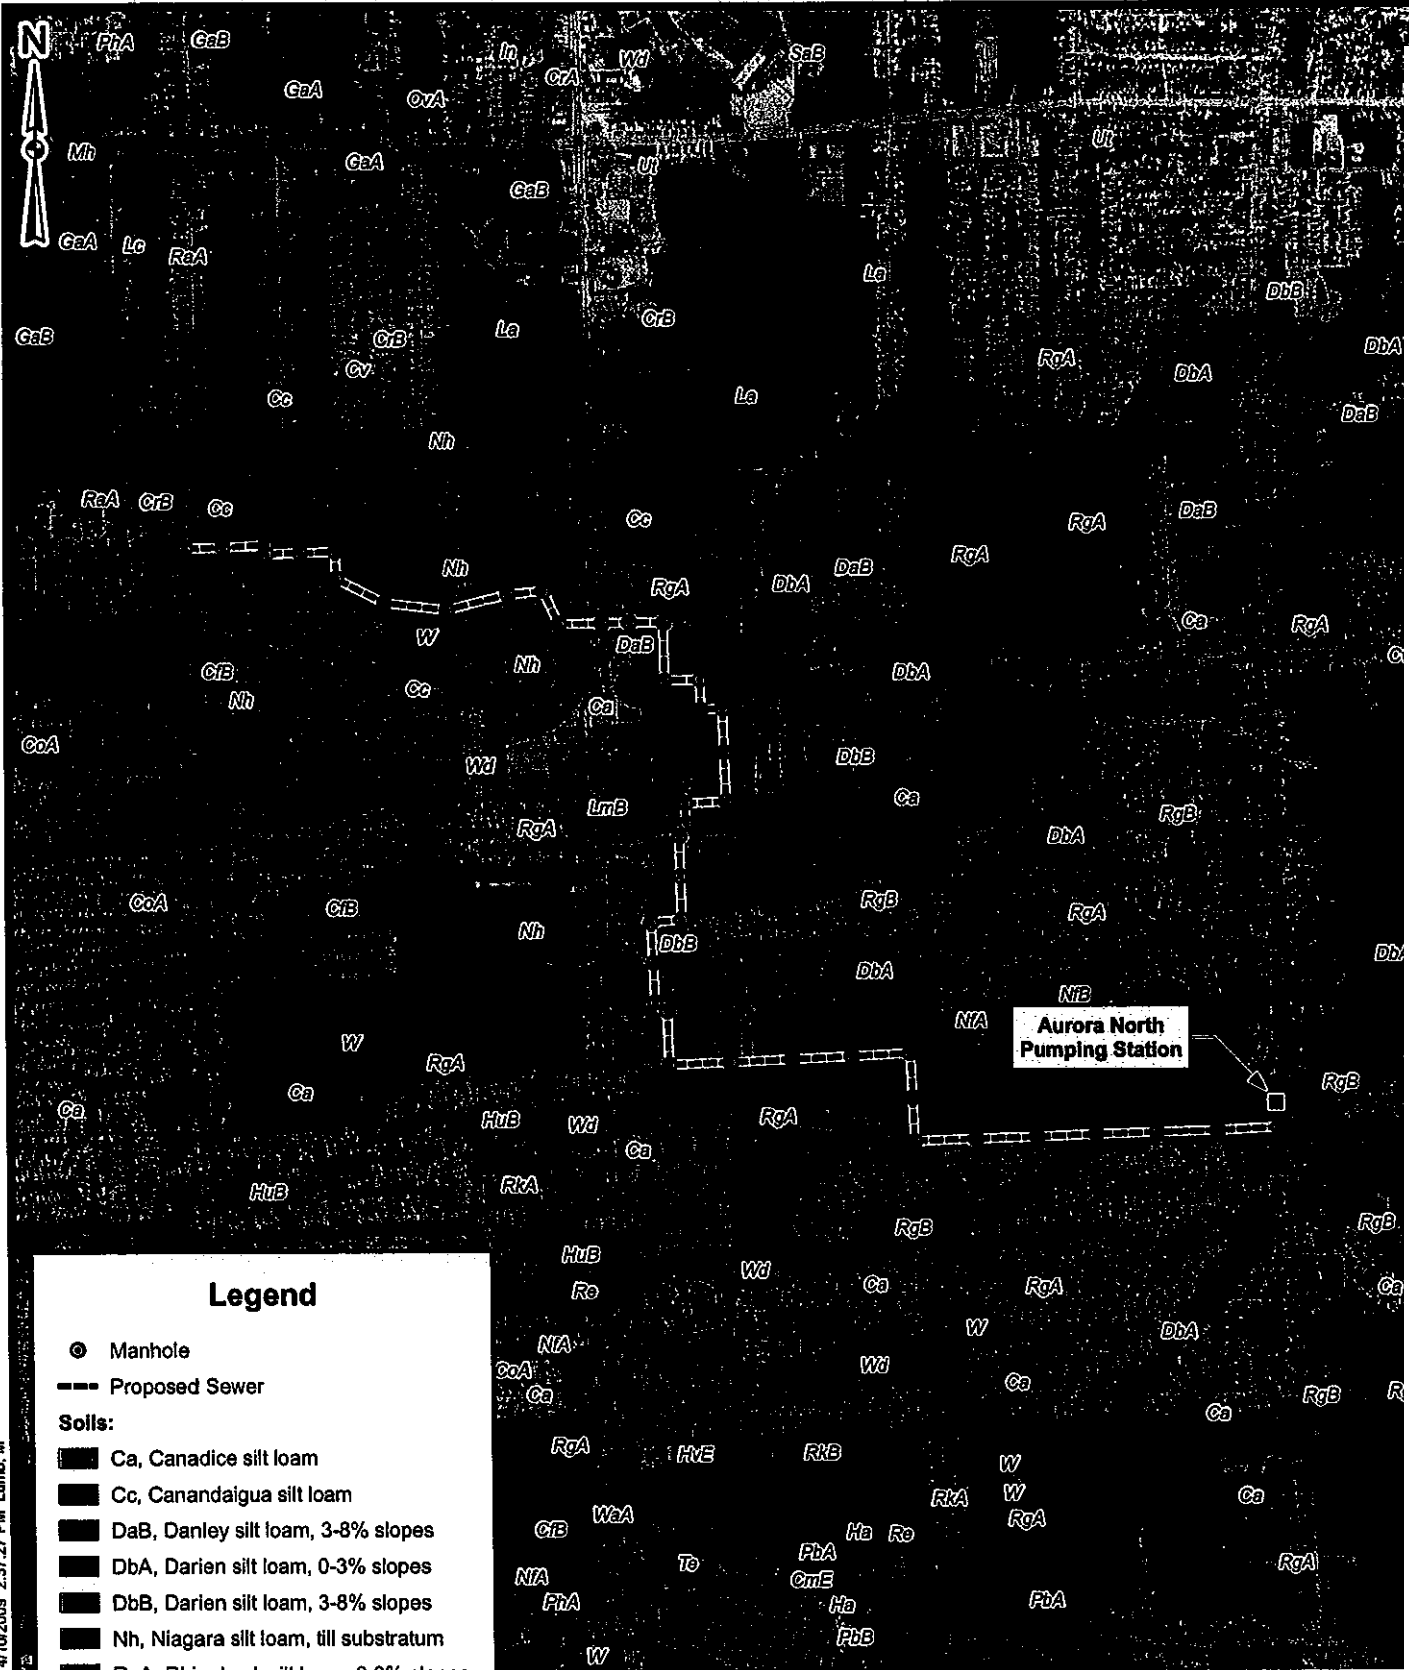 N
PhA
GaB
In
Wd
SaB
CrA
GaA
OvA
Mh
GaA
Ut
Ut
GaB
GaA
Lc
RaA
La
DbB
GaB
CrB
La
CrB
DbA
Cv
RgA
DbA
Cc
La
DaB
Nh
RaA
CrB
Cc
Cc
RgA
DaB
Nh
RgA
DbA
DaB
RgA
W
DaB
Ca
RgA
CfB
Nh
Cc
Nh
DbA
Ca
CoA
Wd
DbB
LmB
Ca
RgA
RgB
DbA
CoA
CfB
RgB
RgA
Nh
DbB
DbA
NfB
W
RgA
NfA
Aurora North
Pumping Station
Ca
Ca
HuB
Wd
RgA
RgB
Ca
HuB
RkA
RgB
RgB
HuB
Wd
Ca
RgA
Ca
Re
W
DbA
NfA
CoA
Wd
Ca
Ca
RgB
Ca
RgA
HvE
RkB
W
RkA
W
Ca
CfB
WaA
Ha
Re
RgA
Te
PbA
RgA
NfA
CmE
PhA
Ha
PbA
PbB
W
Legend
Manhole
Proposed Sewer
Soils:
Ca, Canadice silt loam
Cc, Canandaigua silt loam
DaB, Danley silt loam, 3-8% slopes
DbA, Darien silt loam, 0-3% slopes
DbB, Darien silt loam, 3-8% slopes
Nh, Niagara silt loam, till substratum